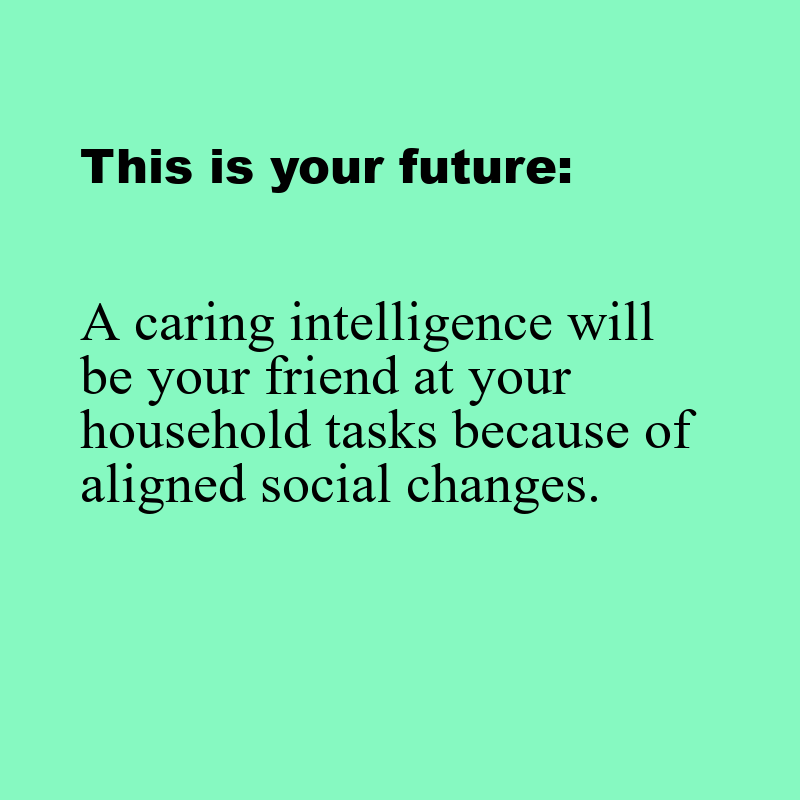 This is your future:
A caring intelligence will
be your friend at your
household tasks because of
aligned social changes.